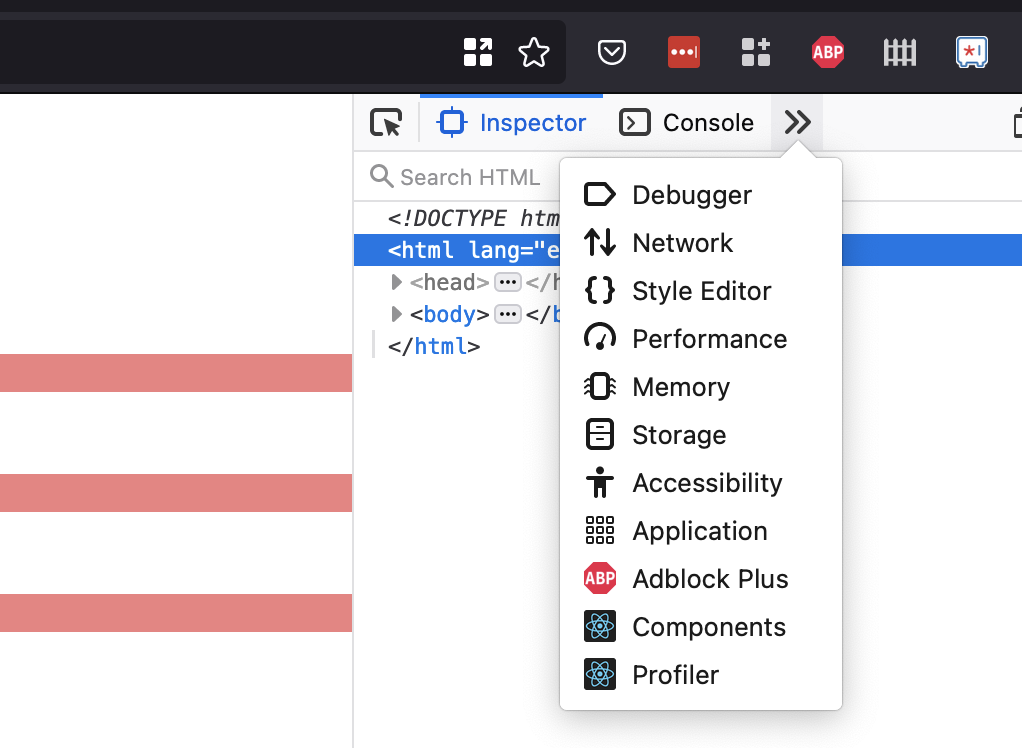 ABP
Inspector
Console
Search HTML
<!DOCTYPE htm
<html lang="e
<head> ••• </h
<body> ••• </b
</html>
Debugger
Network
Style Editor
Performance
Memory
Storage
Accessibility
Application
ABP Adblock Plus
Components
Profiler